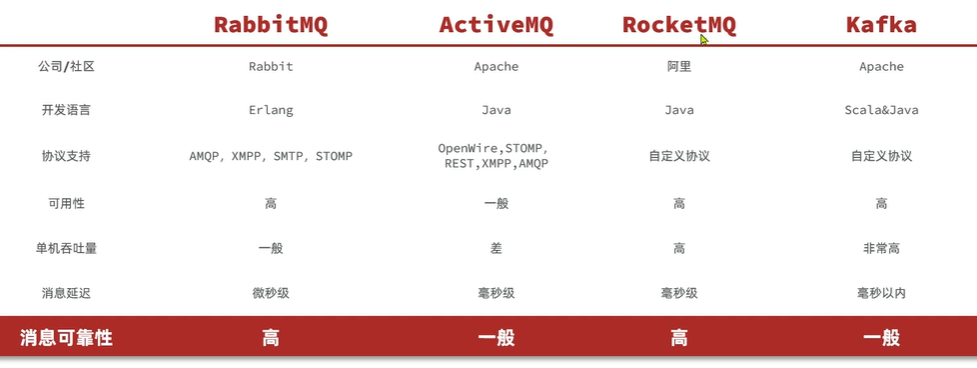 RabbitMQ ActiveMQ RocketMQ Kafka
公司/社区 Rabbit Apache 阿里 Apache
开发语言 Erlang Java Java Scala&Java
协议支持 AMQP, XMPP, SMTP, STOMP OpenWire,STOMP, REST,XMPP,AMQP 自定义协议 自定义协议
可用性 高 一般 高 高
单机吞吐量 一般 差 高 非常高
消息延迟 微秒级 毫秒级 毫秒级 毫秒以内
消息可靠性 高 一般 高 一般